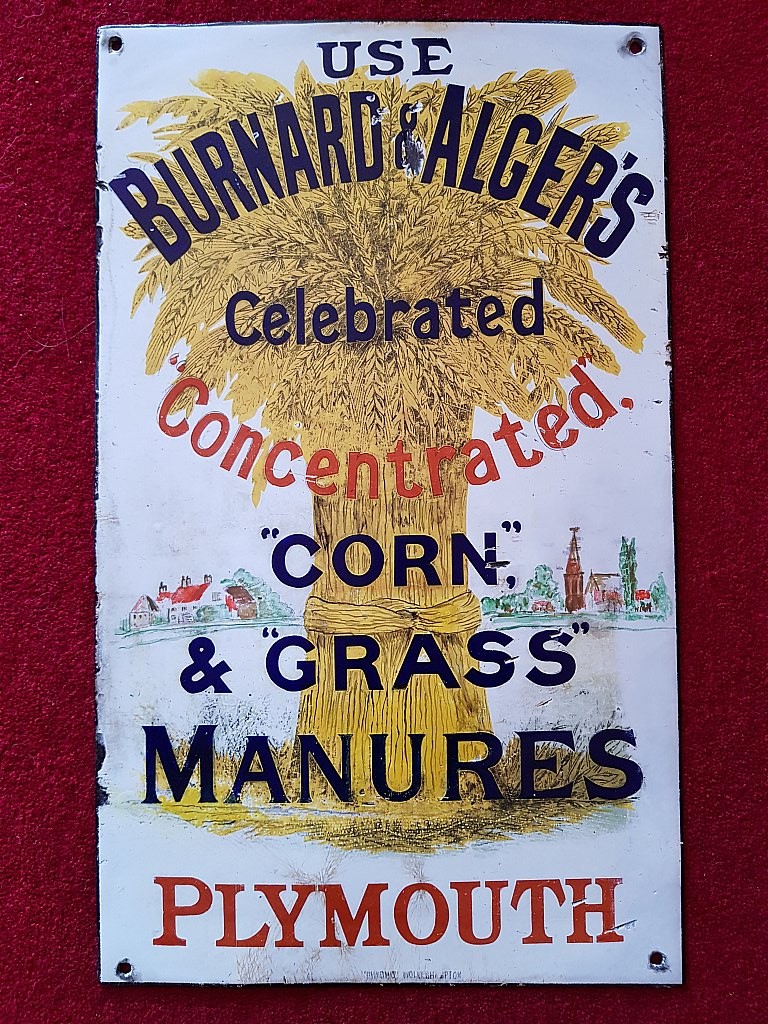 USE
BURNARD & ALGER'S
Celebrated
"Concentrated",
"CORN",
& "GRASS"
MANURES
PLYMOUTH